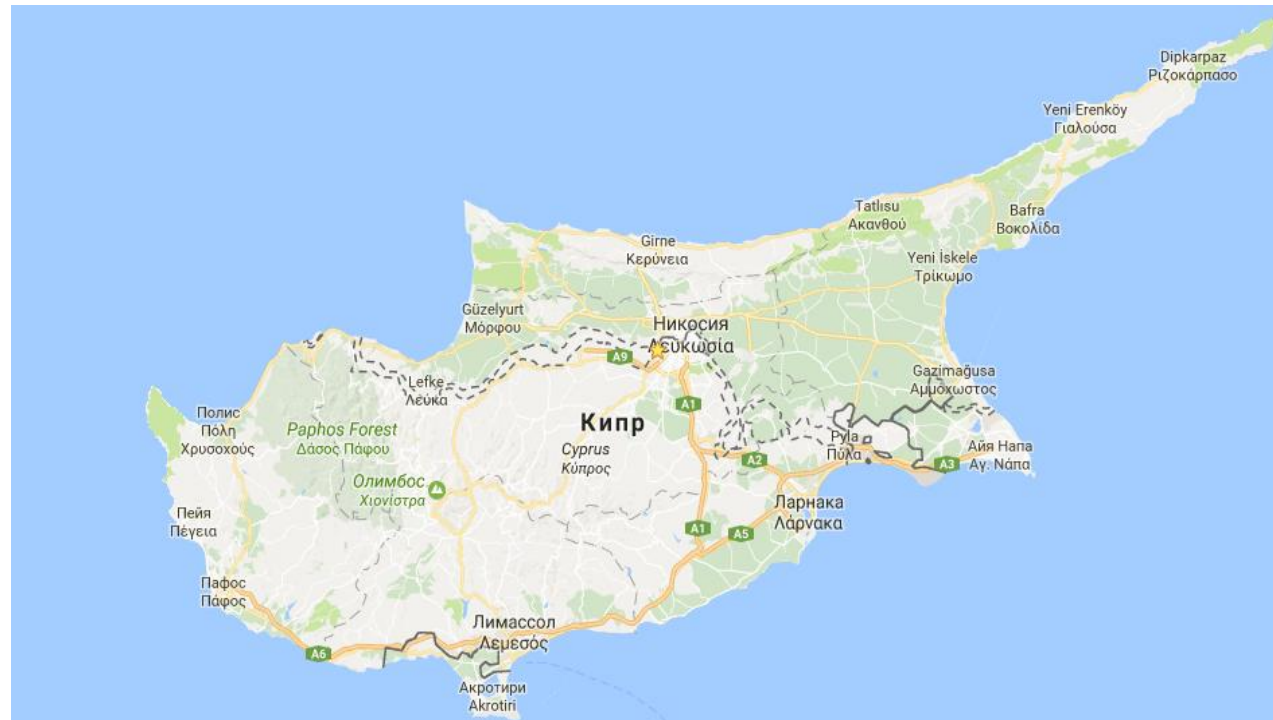 Dipkarpaz
Ριζοκάρπασο
Yeni Erenköy
Γιαλούσα
Tatlısu
Ακανθού
Bafra
Βοκολίδα
Girne
Κερύνεια
Yeni İskele
Τρίκωμο
Güzelyurt
Μόρφου
Никосия
Λευκωσία
A9
Gazimağusa
Αμμόχωστος
Lefke
Λεύκα
A1
Полис
Πόλη
Χρυσοχούς
Paphos Forest
Δάσος Πάφου
Кипр
Cyprus
Κύπρος
Pyla
Πύλα
Айя Напа
Αγ. Νάπα
A2
A3
Олимбос
Χιονίστρα
Ларнака
Λάρνακα
Пейя
Πέγεια
A1
A5
Пафос
Πάφος
Лимассол
Λεμεσός
A6
Акротири
Akrotiri